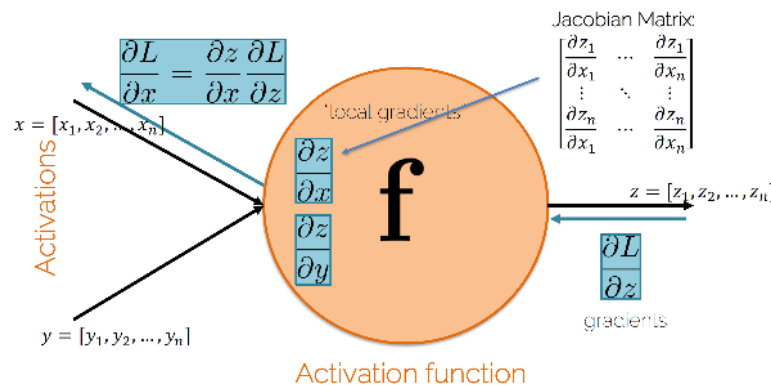 Jacobian Matrix:
∂z₁/∂x₁ ⋯ ∂z₁/∂xₙ
⋮ ⋱ ⋮
∂zₙ/∂x₁ ⋯ ∂zₙ/∂xₙ
∂L/∂x = ∂z/∂x ∂L/∂z
"local gradients
x = [x₁, x₂, ..., xₙ]
Activations
∂z/∂x
f
∂z/∂y
z = [z₁, z₂, ..., zₙ]
∂L/∂z
gradients
y = [y₁, y₂, ..., yₙ]
Activation function